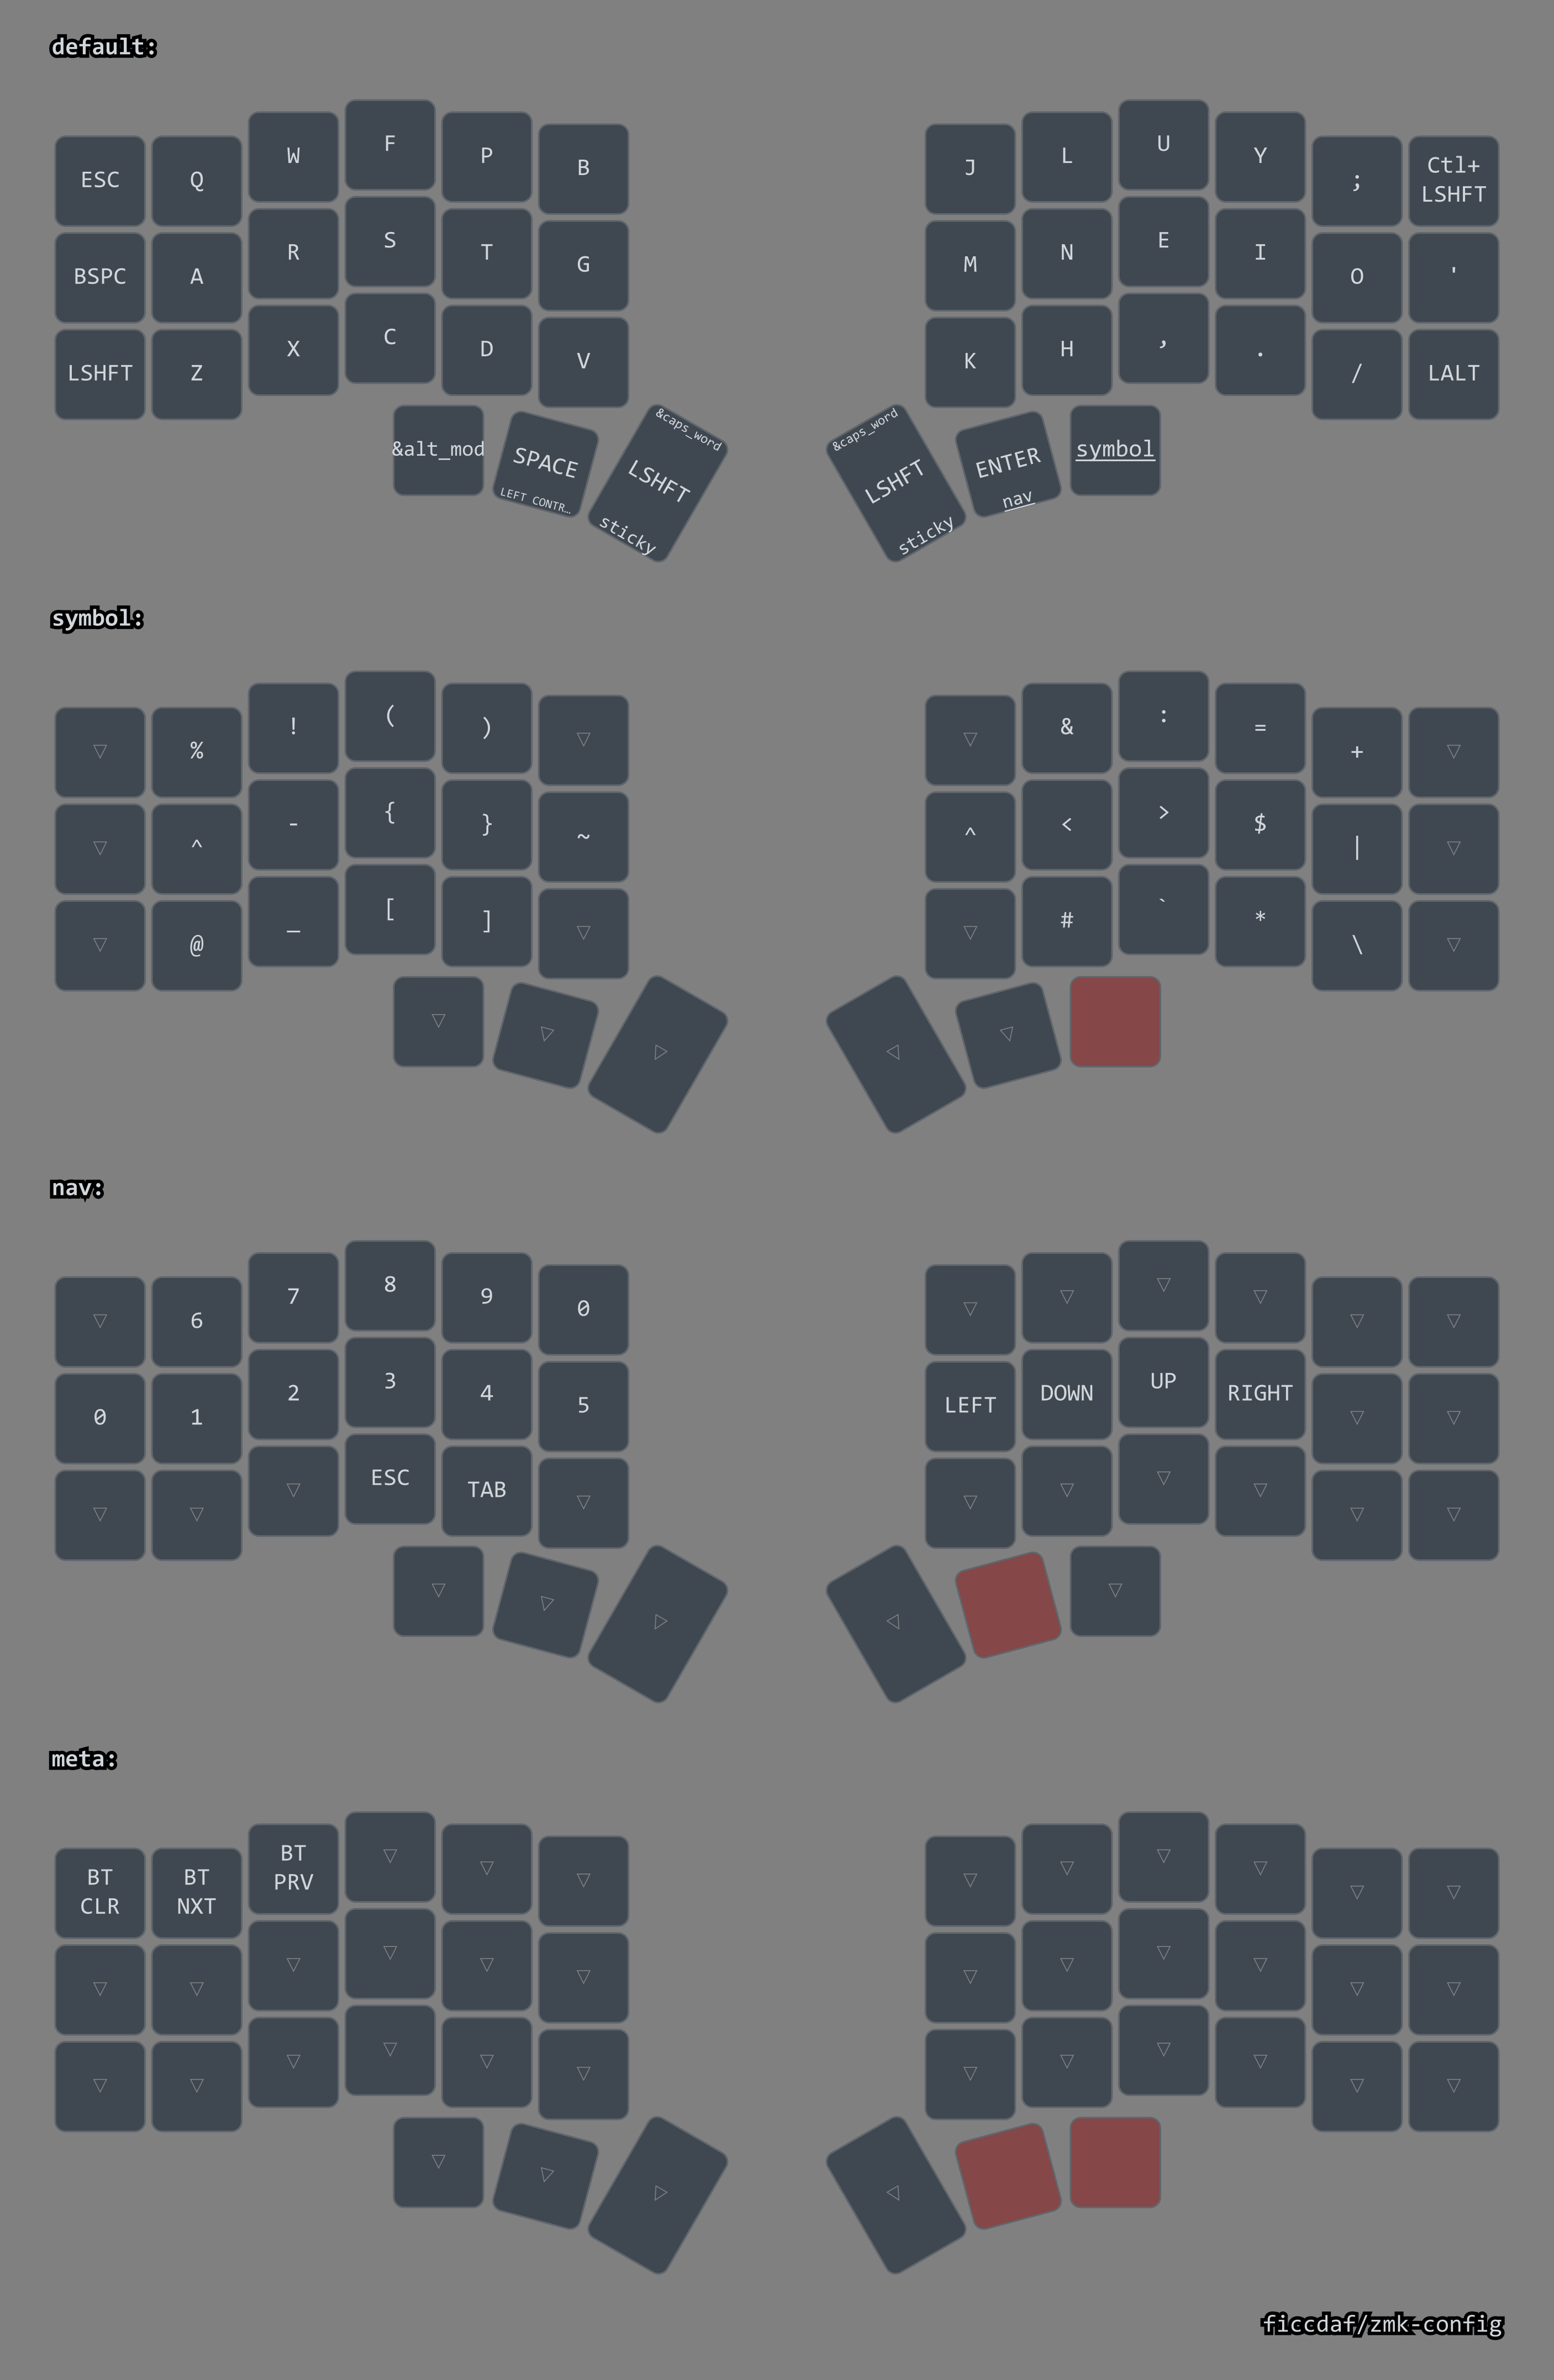 default:
ESC Q W F P B J L U Y ; Ctl+
LSHFT
BSPC A R S T G M N E I O '
LSHFT Z X C D V K H , . / LALT
&alt_mod SPACE LEFT CONTR… &caps_word LSHFT sticky &caps_word LSHFT sticky ENTER nav symbol
symbol:
▽ % ! ( ) ▽ ▽ & : = + ▽
▽ ^ - { } ~ ^ < > $ | ▽
▽ @ _ [ ] ▽ ▽ # ` * \ ▽
▽ ▽ ▽ ▽ ▽
nav:
▽ 6 7 8 9 0 ▽ ▽ ▽ ▽ ▽ ▽
0 1 2 3 4 5 LEFT DOWN UP RIGHT ▽ ▽
▽ ▽ ▽ ESC TAB ▽ ▽ ▽ ▽ ▽ ▽ ▽
▽ ▽ ▽ ▽ ▽
meta:
BT
CLR
BT
NXT
BT
PRV
▽ ▽ ▽ ▽ ▽ ▽ ▽ ▽ ▽
▽ ▽ ▽ ▽ ▽ ▽ ▽ ▽ ▽ ▽ ▽ ▽
▽ ▽ ▽ ▽ ▽ ▽ ▽ ▽ ▽ ▽ ▽ ▽
▽ ▽ ▽ ▽
ficcdaf/zmk-config